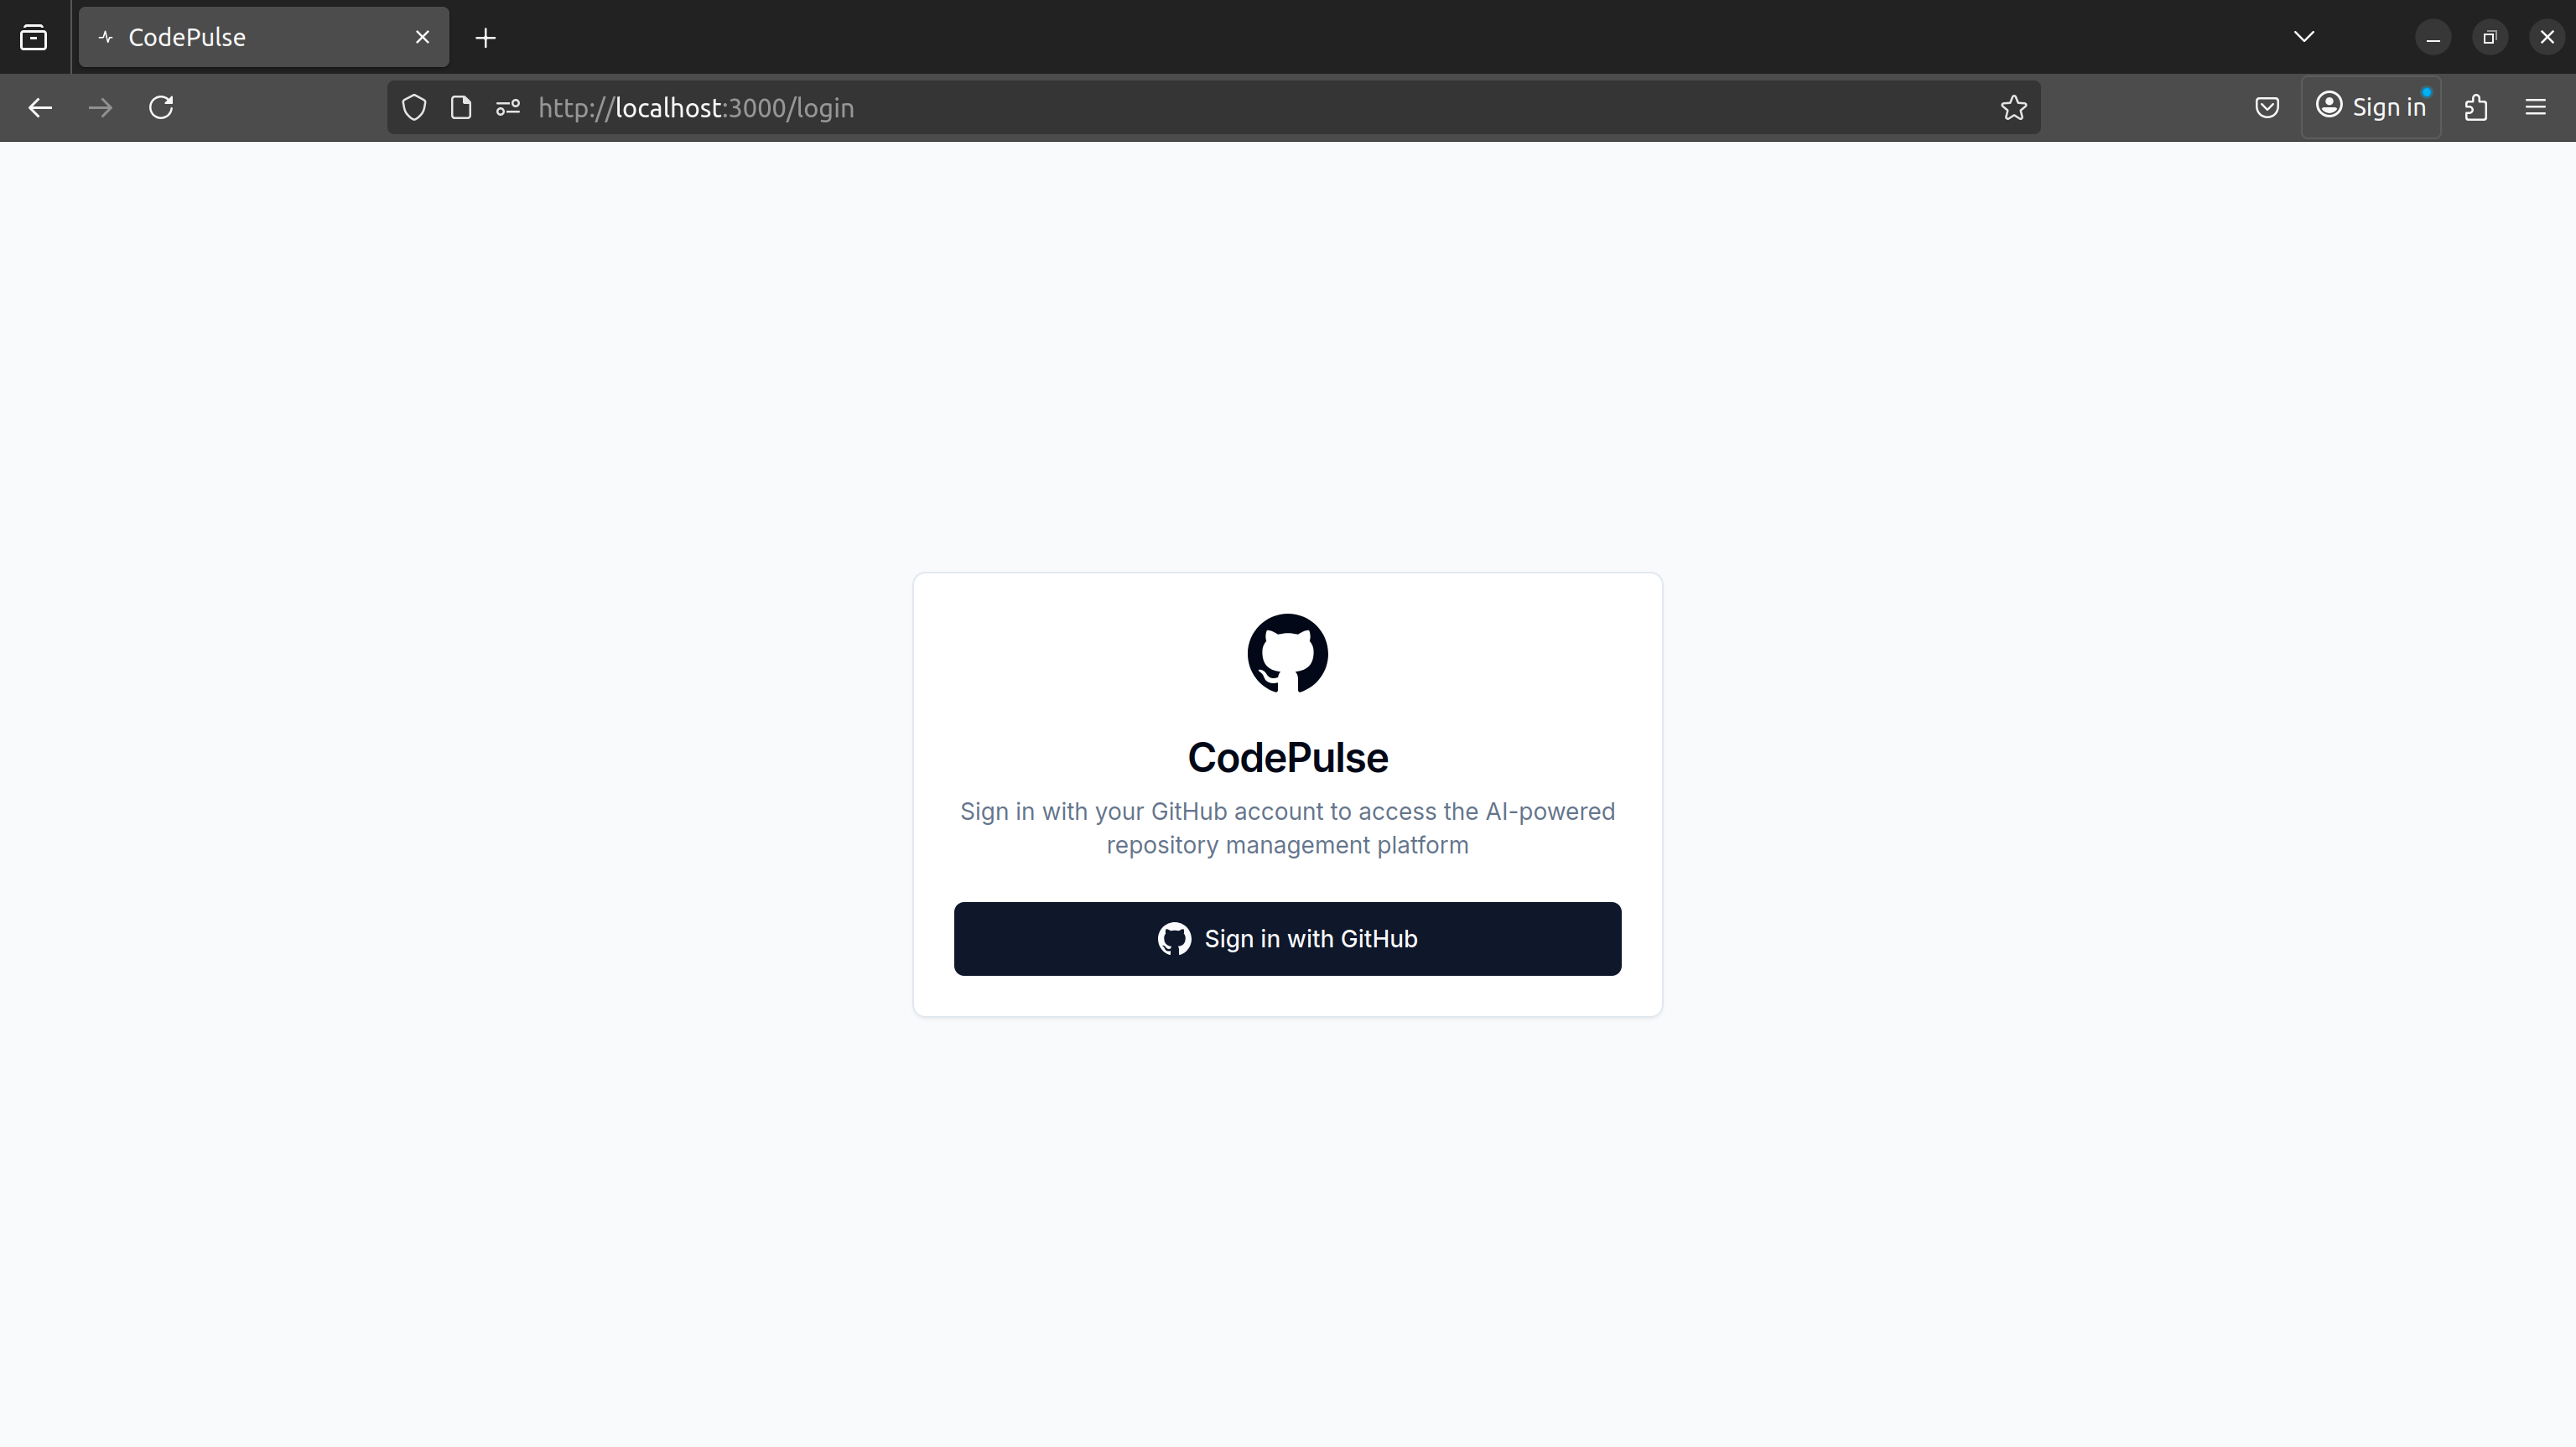 CodePulse
http://localhost:3000/login
Sign in
CodePulse
Sign in with your GitHub account to access the AI-powered
repository management platform
Sign in with GitHub